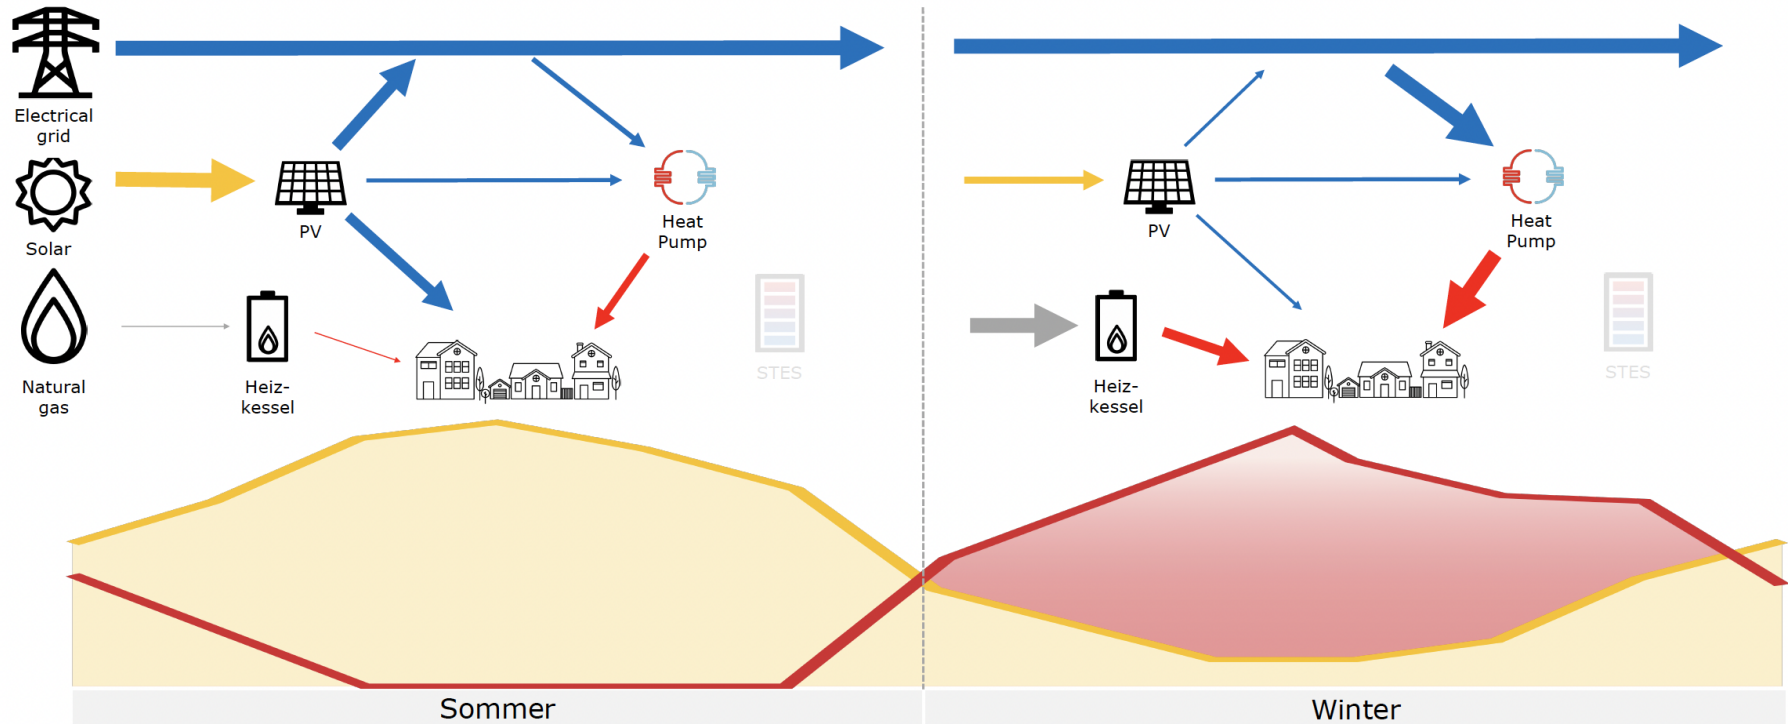 Electrical
grid
Solar
Natural
gas
PV
Heiz-
kessel
Heat
Pump
STES
PV
Heiz-
kessel
Heat
Pump
STES
Sommer
Winter